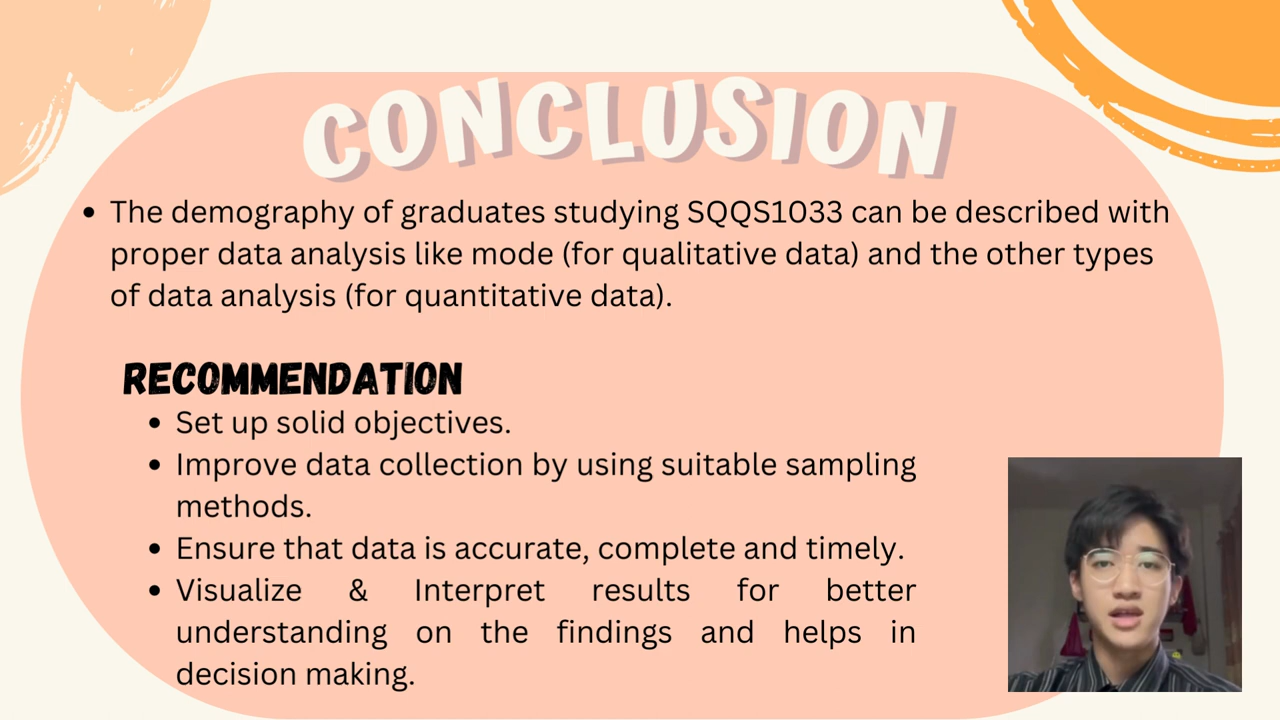 CONCLUSION
• The demography of graduates studying SQQS1033 can be described with
proper data analysis like mode (for qualitative data) and the other types
of data analysis (for quantitative data).
RECOMMENDATION
• Set up solid objectives.
• Improve data collection by using suitable sampling
methods.
• Ensure that data is accurate, complete and timely.
• Visualize & Interpret results for better
understanding on the findings and helps in
decision making.